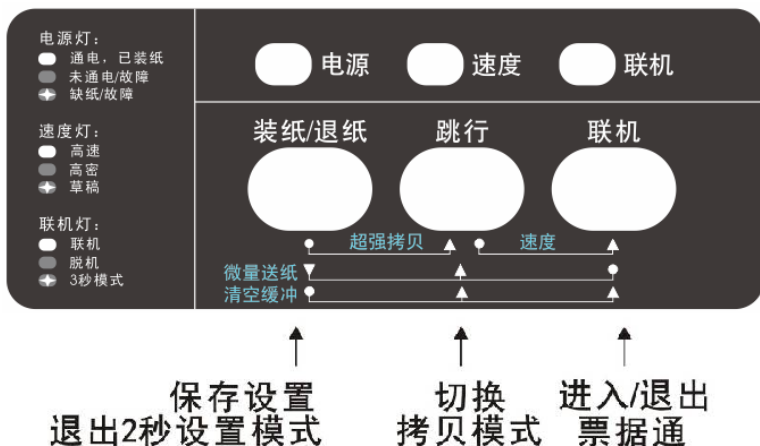 电源灯：
通电，已装纸
未通电/故障
缺纸/故障
速度灯：
高速
高密
草稿
联机灯：
联机
脱机
3秒模式
电源 速度 联机
装纸/退纸 跳行 联机
超强拷贝 速度
微量送纸
清空缓冲
保存设置 切换 进入/退出
退出2秒设置模式 拷贝模式 票据通